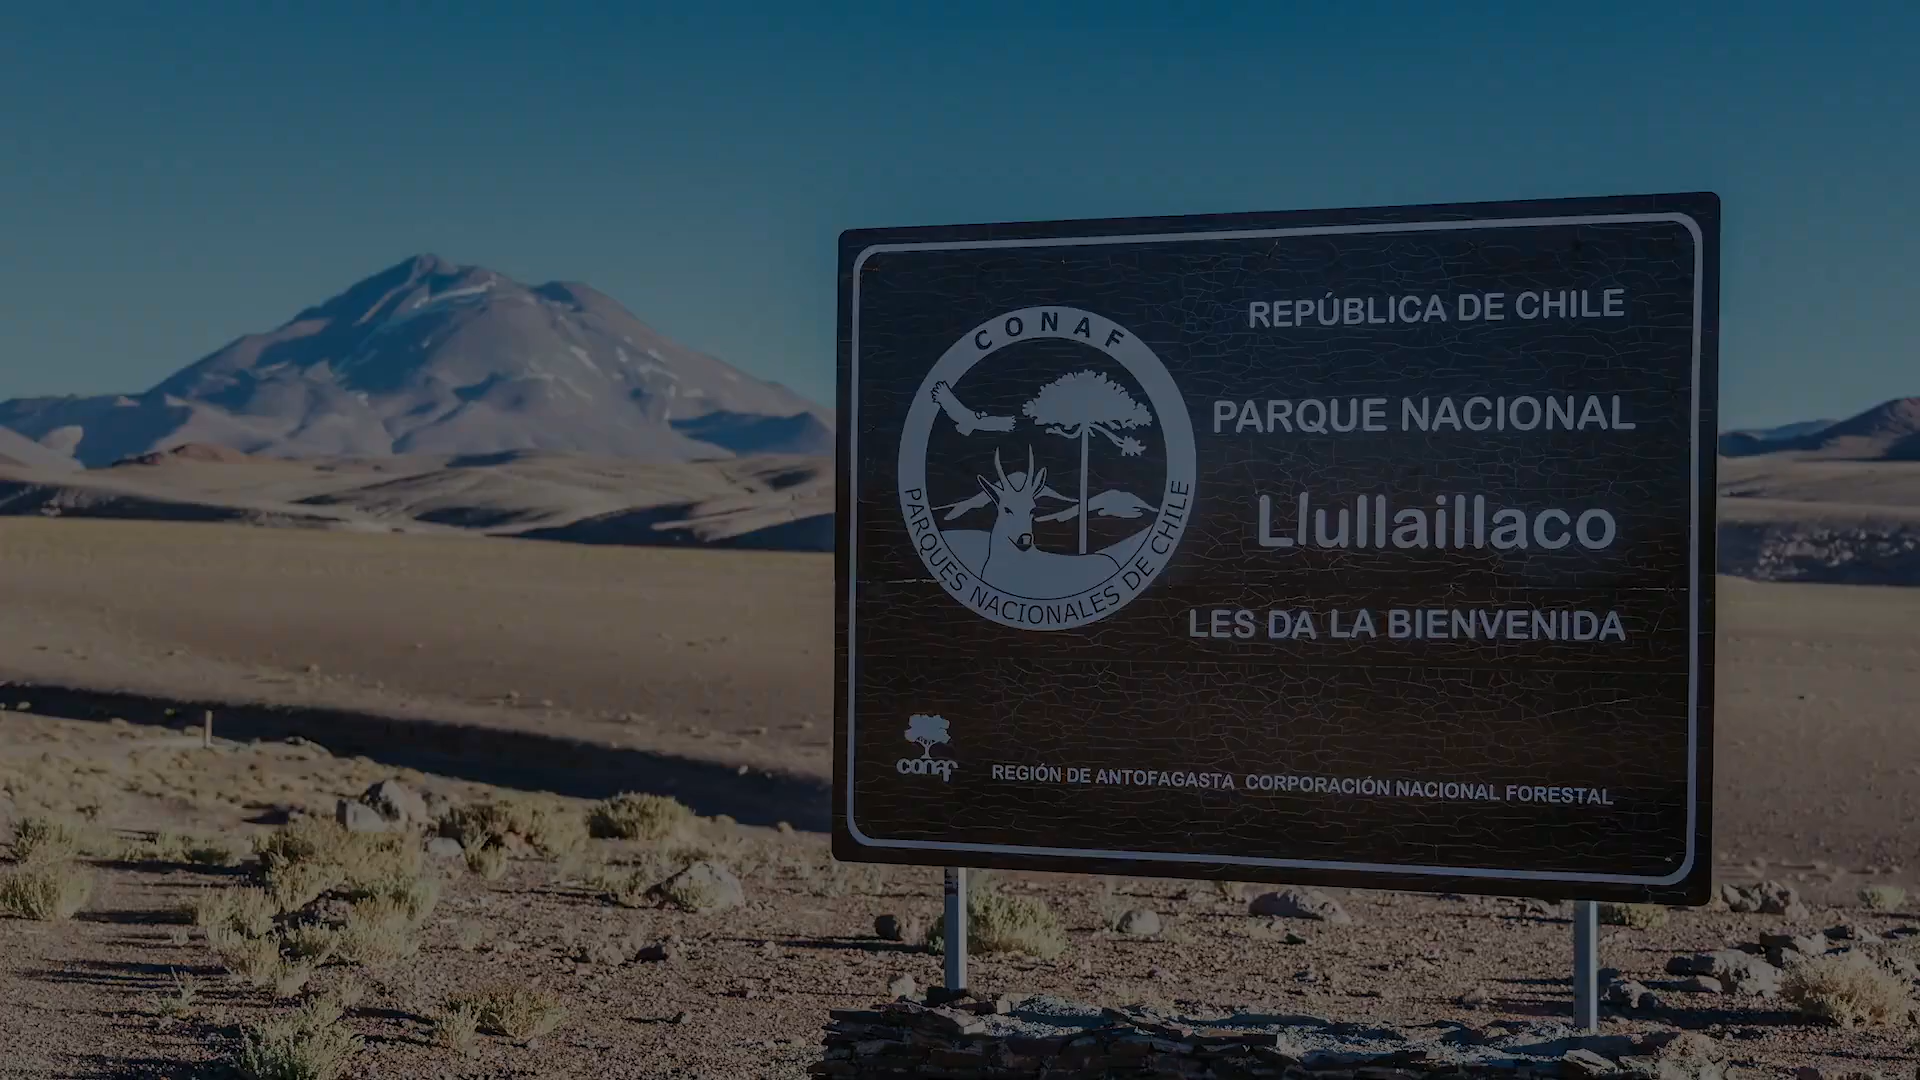 REPÚBLICA DE CHILE
PARQUE NACIONAL
Llullaillaco
LES DA LA BIENVENIDA
CONAF
PARQUES NACIONALES DE CHILE
conaf
REGIÓN DE ANTOFAGASTA CORPORACIÓN NACIONAL FORESTAL